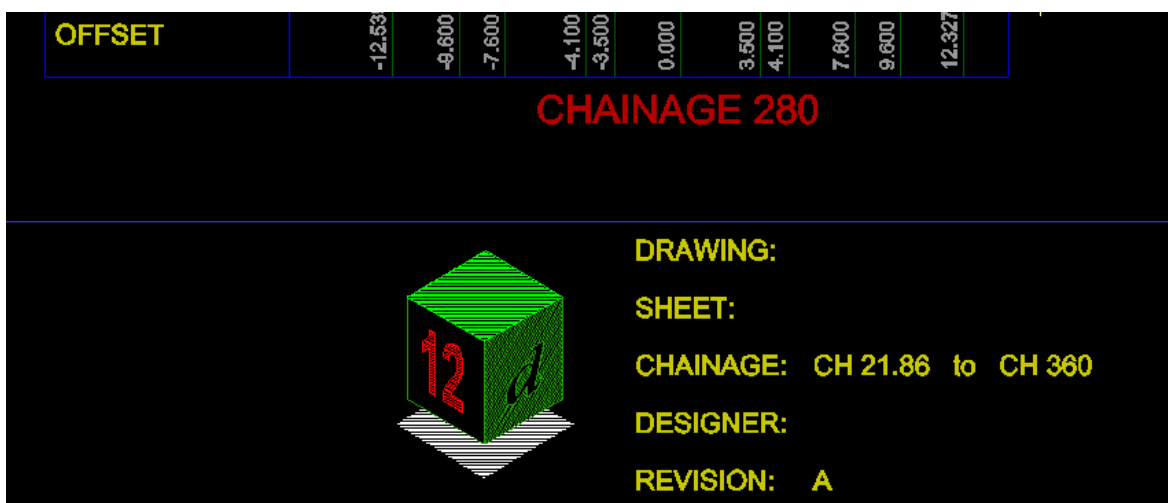 OFFSET -9.600 -7.600 -4.100 -3.500 0.000 3.500 4.100 7.600 9.600 12.327
CHAINAGE 280
12d
DRAWING:
SHEET:
CHAINAGE: CH 21.86 to CH 360
DESIGNER:
REVISION: A